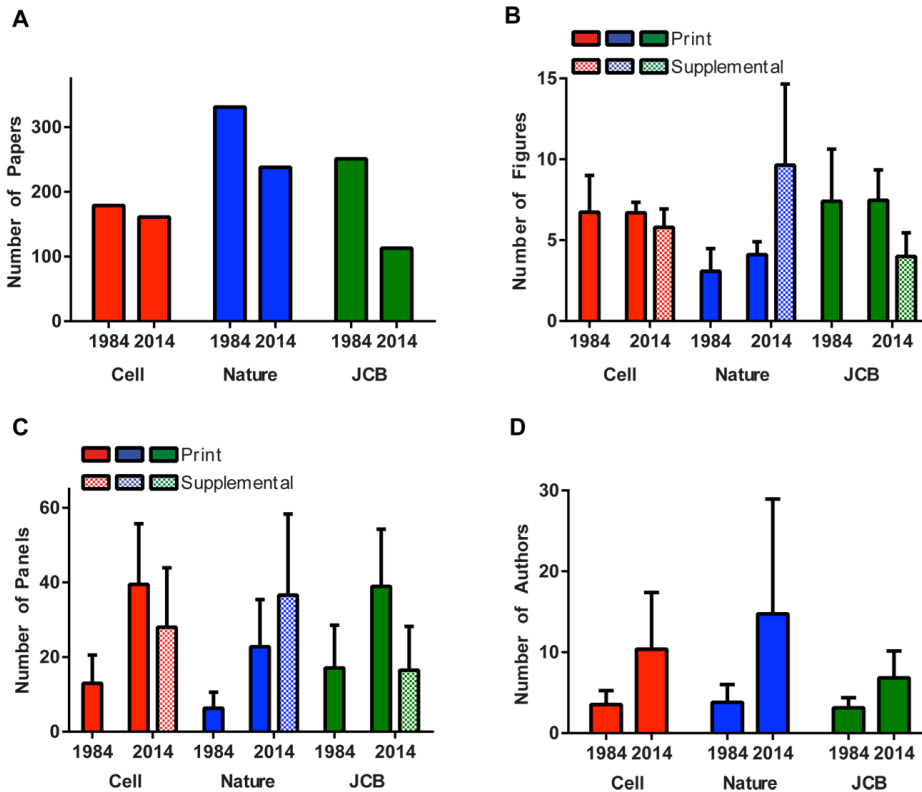 A
Number of Papers
300
200
100
0
1984 2014 1984 2014 1984 2014
Cell Nature JCB
B
Print
Supplemental
Number of Figures
15
10
5
0
1984 2014 1984 2014 1984 2014
Cell Nature JCB
C
Print
Supplemental
Number of Panels
60
40
20
0
1984 2014 1984 2014 1984 2014
Cell Nature JCB
D
Number of Authors
30
20
10
0
1984 2014 1984 2014 1984 2014
Cell Nature JCB